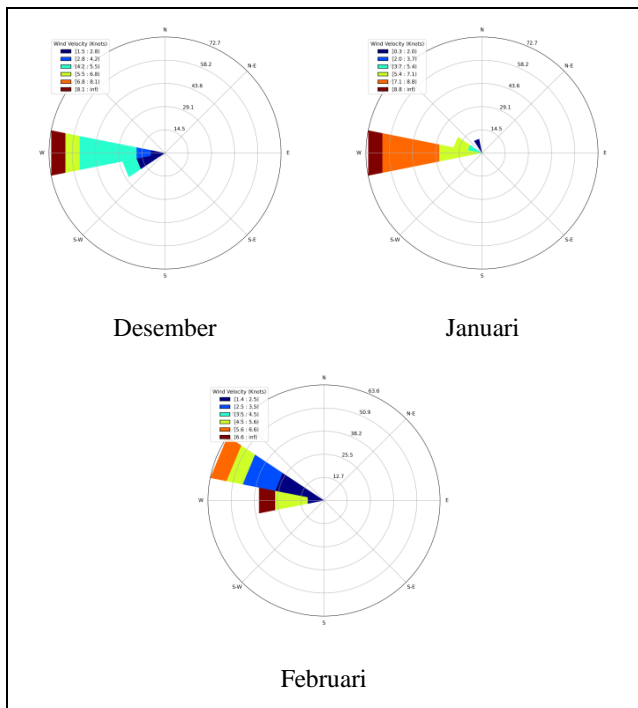 N
72.7
Wind Velocity (Knots)
[1.5 : 2.8)
[2.8 : 4.2)
[4.2 : 5.5)
[5.5 : 6.8)
[6.8 : 8.1)
[8.1 : inf)
58.2
N-E
43.6
29.1
14.5
W
E
S-W
S-E
S
Desember
N
72.7
Wind Velocity (Knots)
[0.3 : 2.0)
[2.0 : 3.7)
[3.7 : 5.4)
[5.4 : 7.1)
[7.1 : 8.8)
[8.8 : inf)
58.2
N-E
43.6
29.1
14.5
W
E
S-W
S-E
S
Januari
N
63.6
Wind Velocity (Knots)
[1.4 : 2.5)
[2.5 : 3.5)
[3.5 : 4.5)
[4.5 : 5.6)
[5.6 : 6.6)
[6.6 : inf)
50.9
N-E
38.2
25.5
12.7
W
E
S-W
S-E
S
Februari